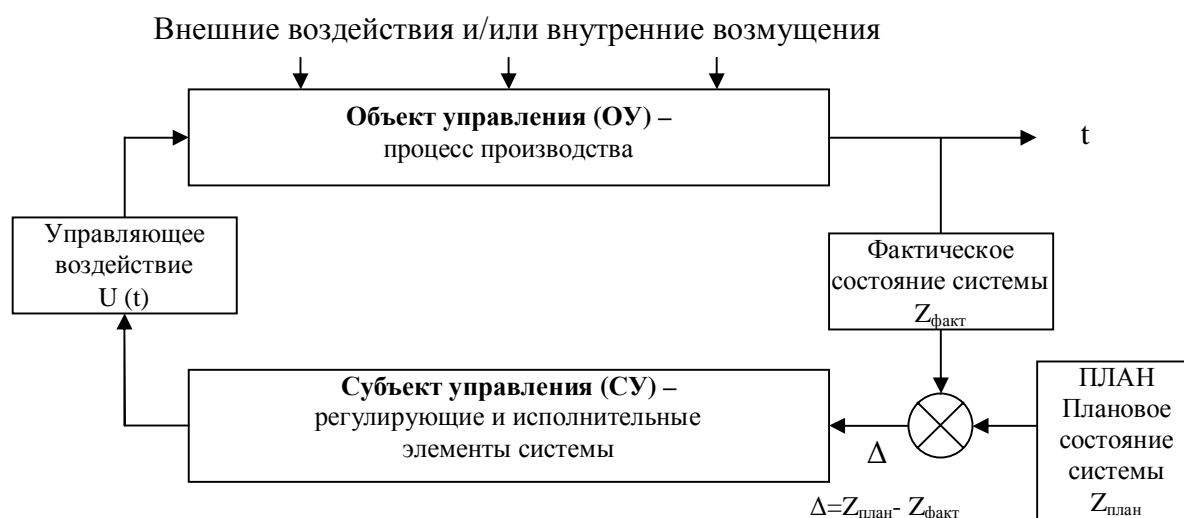 Внешние воздействия и/или внутренние возмущения
Объект управления (ОУ) –
процесс производства
t
Управляющее
воздействие
U (t)
Фактическое
состояние системы
Zфакт
Субъект управления (СУ) –
регулирующие и исполнительные
элементы системы
Δ
Δ=Zплан- Zфакт
ПЛАН
Плановое
состояние
системы
Zплан